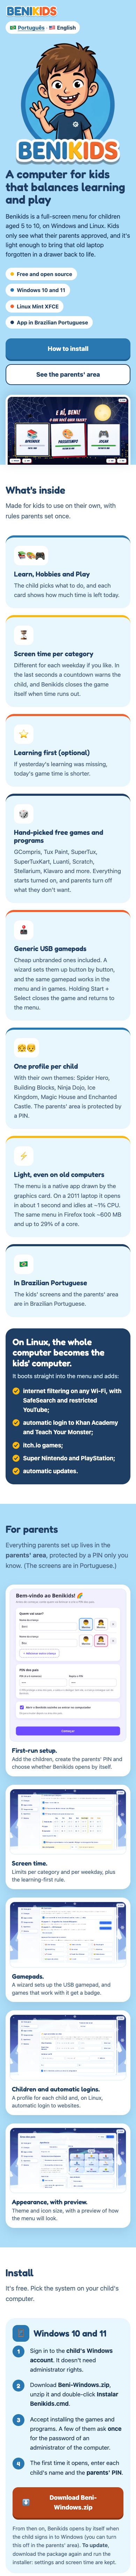 BENIKIDS
Português
English
BENIKIDS
A computer for kids
that balances learning
and play
Benikids is a full-screen menu for children
aged 5 to 10, on Windows and Linux. Kids
only see what their parents approved, and it's
light enough to bring that old laptop
forgotten in a drawer back to life.
Free and open source
Windows 10 and 11
Linux Mint XFCE
App in Brazilian Portuguese
How to install
See the parents' area
E AÍ, BENI!
APRENDER
PASSATEMPO
JOGAR
What's inside
Made for kids to use on their own, with
rules parents set once.
Learn, Hobbies and Play
The child picks what to do, and each
card shows how much time is left today.
Screen time per category
Different for each weekday if you like. In
the last seconds a countdown warns the
child, and Benikids closes the game
itself when time runs out.
Learning first (optional)
If yesterday's learning was missing,
today's game time is shorter.
Hand-picked free games and
programs
GCompris, Tux Paint, SuperTux,
SuperTuxKart, Luanti, Scratch,
Stellarium, Klavaro and more. Everything
starts turned on, and parents turn off
what they don't want.
Generic USB gamepads
Cheap unbranded ones included. A
wizard sets them up button by button,
and the same gamepad works in the
menu and in games. Holding Start +
Select closes the game and returns to
the menu.
One profile per child
With their own themes: Spider Hero,
Building Blocks, Ninja Dojo, Ice
Kingdom, Magic House and Enchanted
Castle. The parents' area is protected by
a PIN.
Light, even on old computers
The menu is a native app drawn by the
graphics card. On a 2011 laptop it opens
in about 1 second and idles at ~1% CPU.
The same menu in Firefox took ~600 MB
and up to 29% of a core.
In Brazilian Portuguese
The kids' screens and the parents' area
are in Brazilian Portuguese.
On Linux, the whole
computer becomes the
kids' computer.
It boots straight into the menu and adds:
internet filtering on any Wi-Fi, with
SafeSearch and restricted
YouTube;
automatic login to Khan Academy
and Teach Your Monster;
itch.io games;
Super Nintendo and PlayStation;
automatic updates.
For parents
Everything parents set up lives in the
parents' area, protected by a PIN only you
know. (The screens are in Portuguese.)
Bem-vindo ao Benikids!
Começar
First-run setup.
Add the children, create the parents' PIN and
choose whether Benikids opens by itself.
Screen time.
Limits per category and per weekday, plus
the learning-first rule.
Gamepads.
A wizard sets up the USB gamepad, and
games that work with it get a badge.
Children and automatic logins.
A profile for each child and, on Linux,
automatic login to websites.
Appearance, with preview.
Theme and icon size, with a preview of how
the menu will look.
Install
It's free. Pick the system on your child's
computer.
Windows 10 and 11
1 Sign in to the child's Windows
account. It doesn't need
administrator rights.
2 Download Beni-Windows.zip,
unzip it and double-click Instalar
Benikids.cmd.
3 Accept installing the games and
programs. A few of them ask once
for the password of an
administrator of the computer.
4 The first time it opens, enter each
child's name and the parents' PIN.
Download Beni-
Windows.zip
From then on, Benikids opens by itself when
the child signs in to Windows (you can turn
this off in the parents' area). To update,
download the package again and run the
installer: settings and screen time are kept.